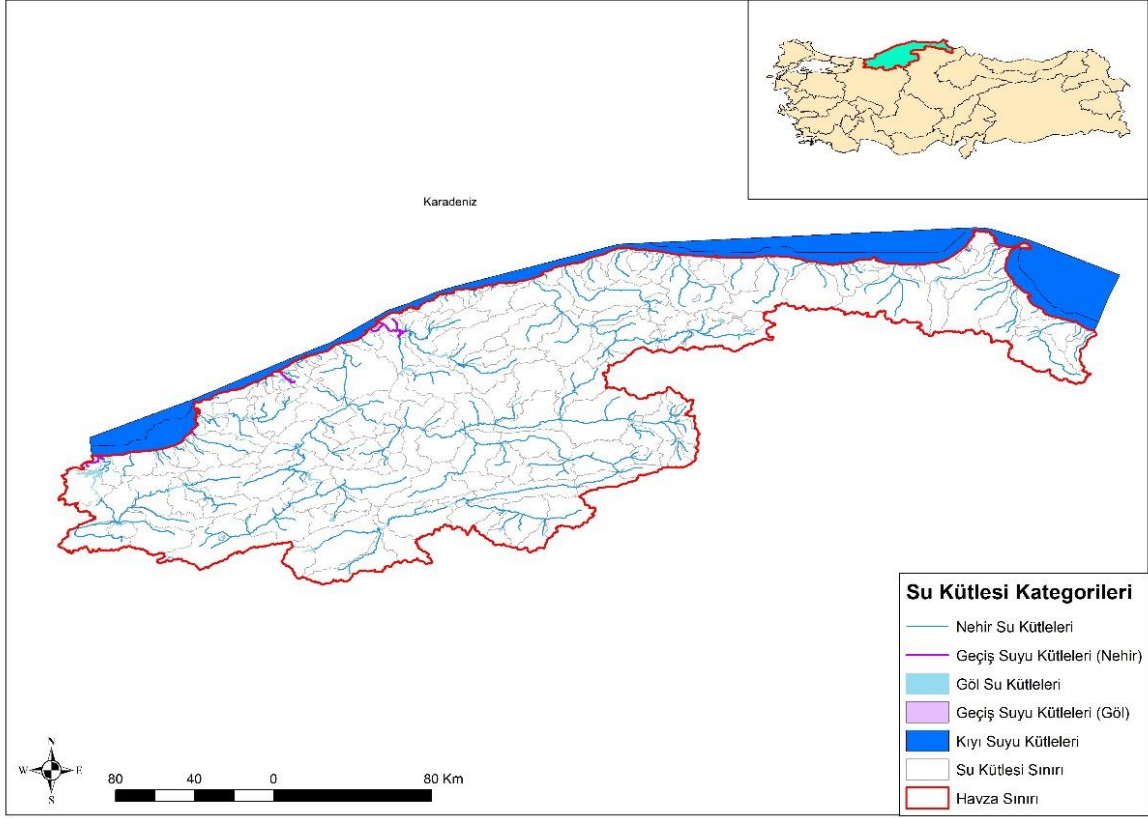 Karadeniz
Su Kütlesi Kategorileri
Nehir Su Kütleleri
Geçiş Suyu Kütleleri (Nehir)
Göl Su Kütleleri
Geçiş Suyu Kütleleri (Göl)
Kıyı Suyu Kütleleri
Su Kütlesi Sınırı
Havza Sınırı
N
W E
S
80 40 0 80 Km